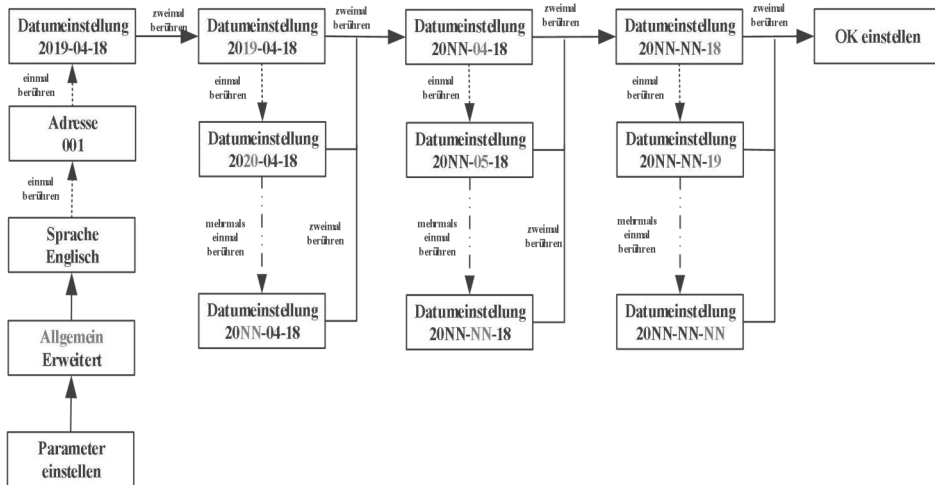 Datumeinstellung
2019-04-18
zweimal
berühren
Datumeinstellung
2019-04-18
zweimal
berühren
Datumeinstellung
20NN-04-18
zweimal
berühren
Datumeinstellung
20NN-NN-18
zweimal
berühren
OK einstellen
einmal
berühren
einmal
berühren
einmal
berühren
einmal
berühren
Adresse
001
Datumeinstellung
2020-04-18
Datumeinstellung
20NN-05-18
Datumeinstellung
20NN-NN-19
einmal
berühren
mehrmals
einmal
berühren
zweimal
berühren
mehrmals
einmal
berühren
zweimal
berühren
mehrmals
einmal
berühren
Sprache
Englisch
Datumeinstellung
20NN-04-18
Datumeinstellung
20NN-NN-18
Datumeinstellung
20NN-NN-NN
Allgemein
Erweitert
Parameter
einstellen